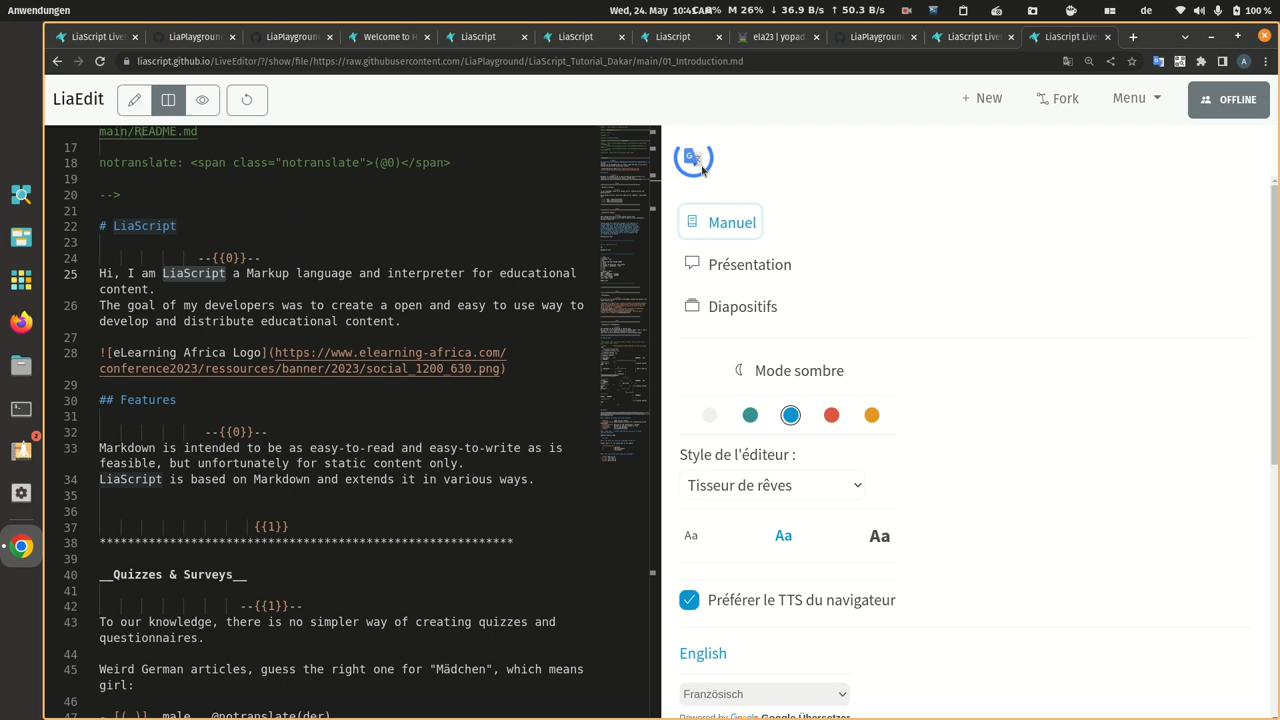 Anwendungen
Wed, 24. May
M 26% ↓ 36.9 B/s ↑ 50.3 B/s
de
100 %
LiaScript Live
LiaPlayground
LiaPlayground
Welcome to H
LiaScript
LiaScript
LiaScript
ela23 | yopad
LiaPlayground
LiaScript Live
LiaScript Live
liascript.github.io/LiveEditor/?/show/file/https://raw.githubusercontent.com/LiaPlayground/LiaScript_Tutorial_Dakar/main/01_Introduction.md
A
LiaEdit
+ New
Fork
Menu
OFFLINE
main/README.md
17
18 notranslate: <span class="notranslate">(@0)</span>
19
20 -->
21
22 # LiaScript
23
24 --{{0}}--
25 Hi, I am LiaScript a Markup language and interpreter for educational
content.
26 The goal of my developers was to create a open and easy to use way to
develop and distribute educational content.
27
28 ![eLearning Africa Logo](https://www.elearning-africa.com/
conference2023/ressources/banner/2023/social_1200_630.png)
29
30 ## Features
31
32 --{{0}}--
33 Markdown is intended to be as easy-to-read and easy-to-write as is
feasible, but unfortunately for static content only.
34 LiaScript is based on Markdown and extends it in various ways.
35
36
37 {{1}}
38 ***********************************************************
39
40 __Quizzes & Surveys__
41
42 --{{1}}--
43 To our knowledge, there is no simpler way of creating quizzes and
questionnaires.
44
45 Weird German articles, guess the right one for "Mädchen", which means
girl:
46
47 - [( )] male @notranslate(der)
Manuel
Présentation
Diapositifs
Mode sombre
Style de l'éditeur :
Tisseur de rêves
Aa
Aa
Aa
Préférer le TTS du navigateur
English
Französisch
Powered by Google Google Übersetzer